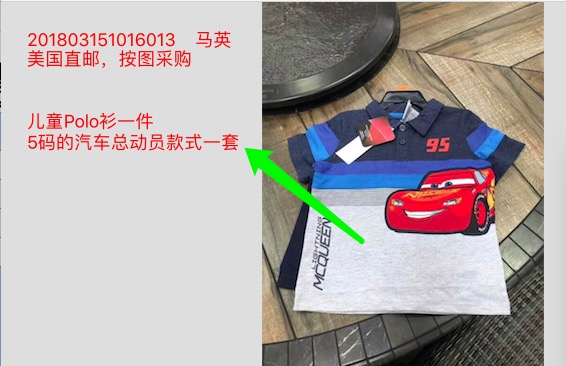 201803151016013 马英
美国直邮，按图采购
儿童Polo衫一件
5码的汽车总动员款式一套
95
LIGHTNING
MCQUEEN